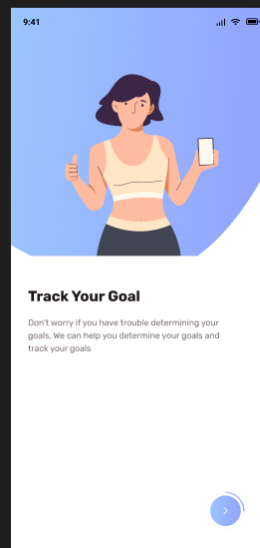 9:41
Track Your Goal
Don't worry if you have trouble determining your
goals, We can help you determine your goals and
track your goals